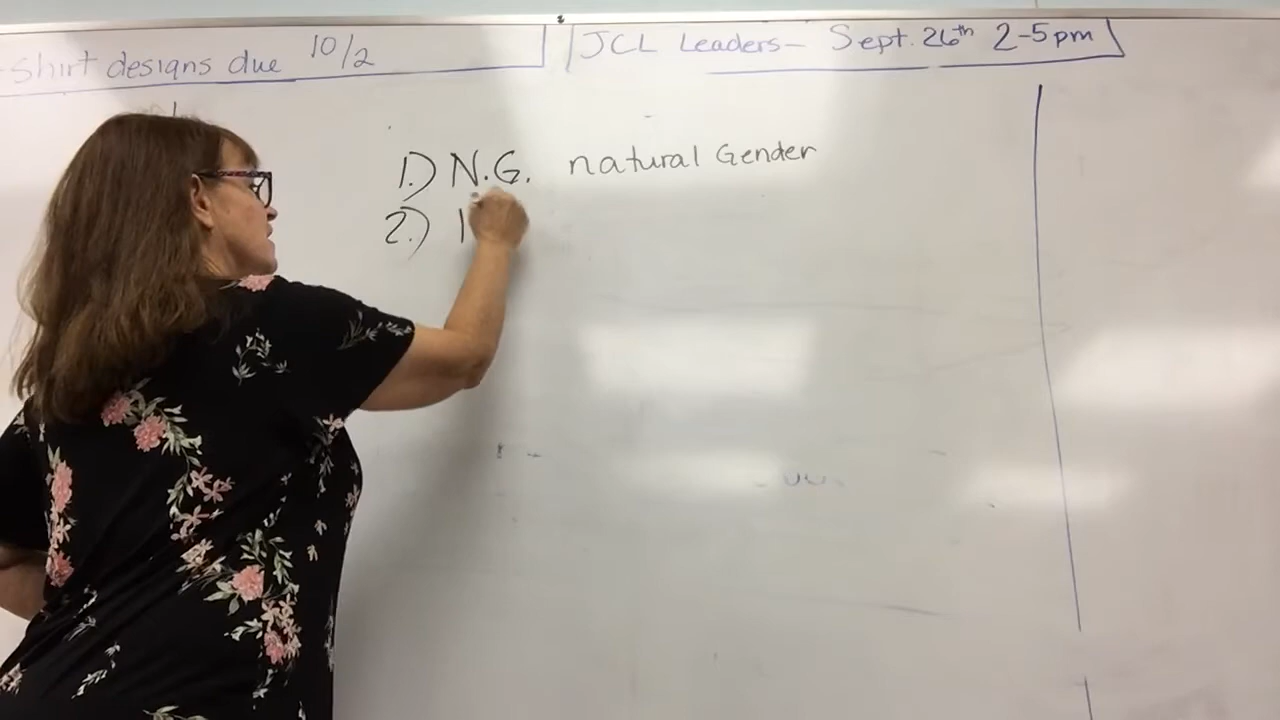 Shirt designs due 10/2
JCL Leaders- Sept. 26th 2-5pm
1.) N.G. natural Gender
2.)